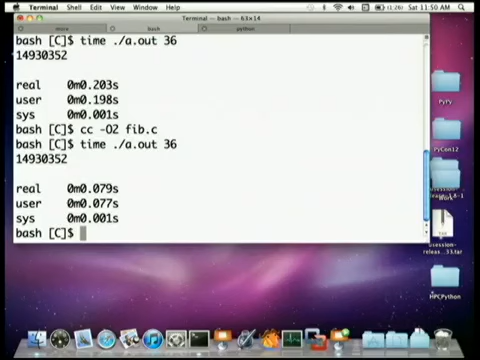 Terminal Shell Edit View Window Help
(1:26) Sat 11:50 AM
Terminal — bash — 63×14
bash
python
bash [C]$ time ./a.out 36
14930352
real 0m0.203s
user 0m0.198s
sys 0m0.001s
bash [C]$ cc -O2 fib.c
bash [C]$ time ./a.out 36
14930352
real 0m0.079s
user 0m0.077s
sys 0m0.001s
bash [C]$
PyPy
PyCon12
HPCPython